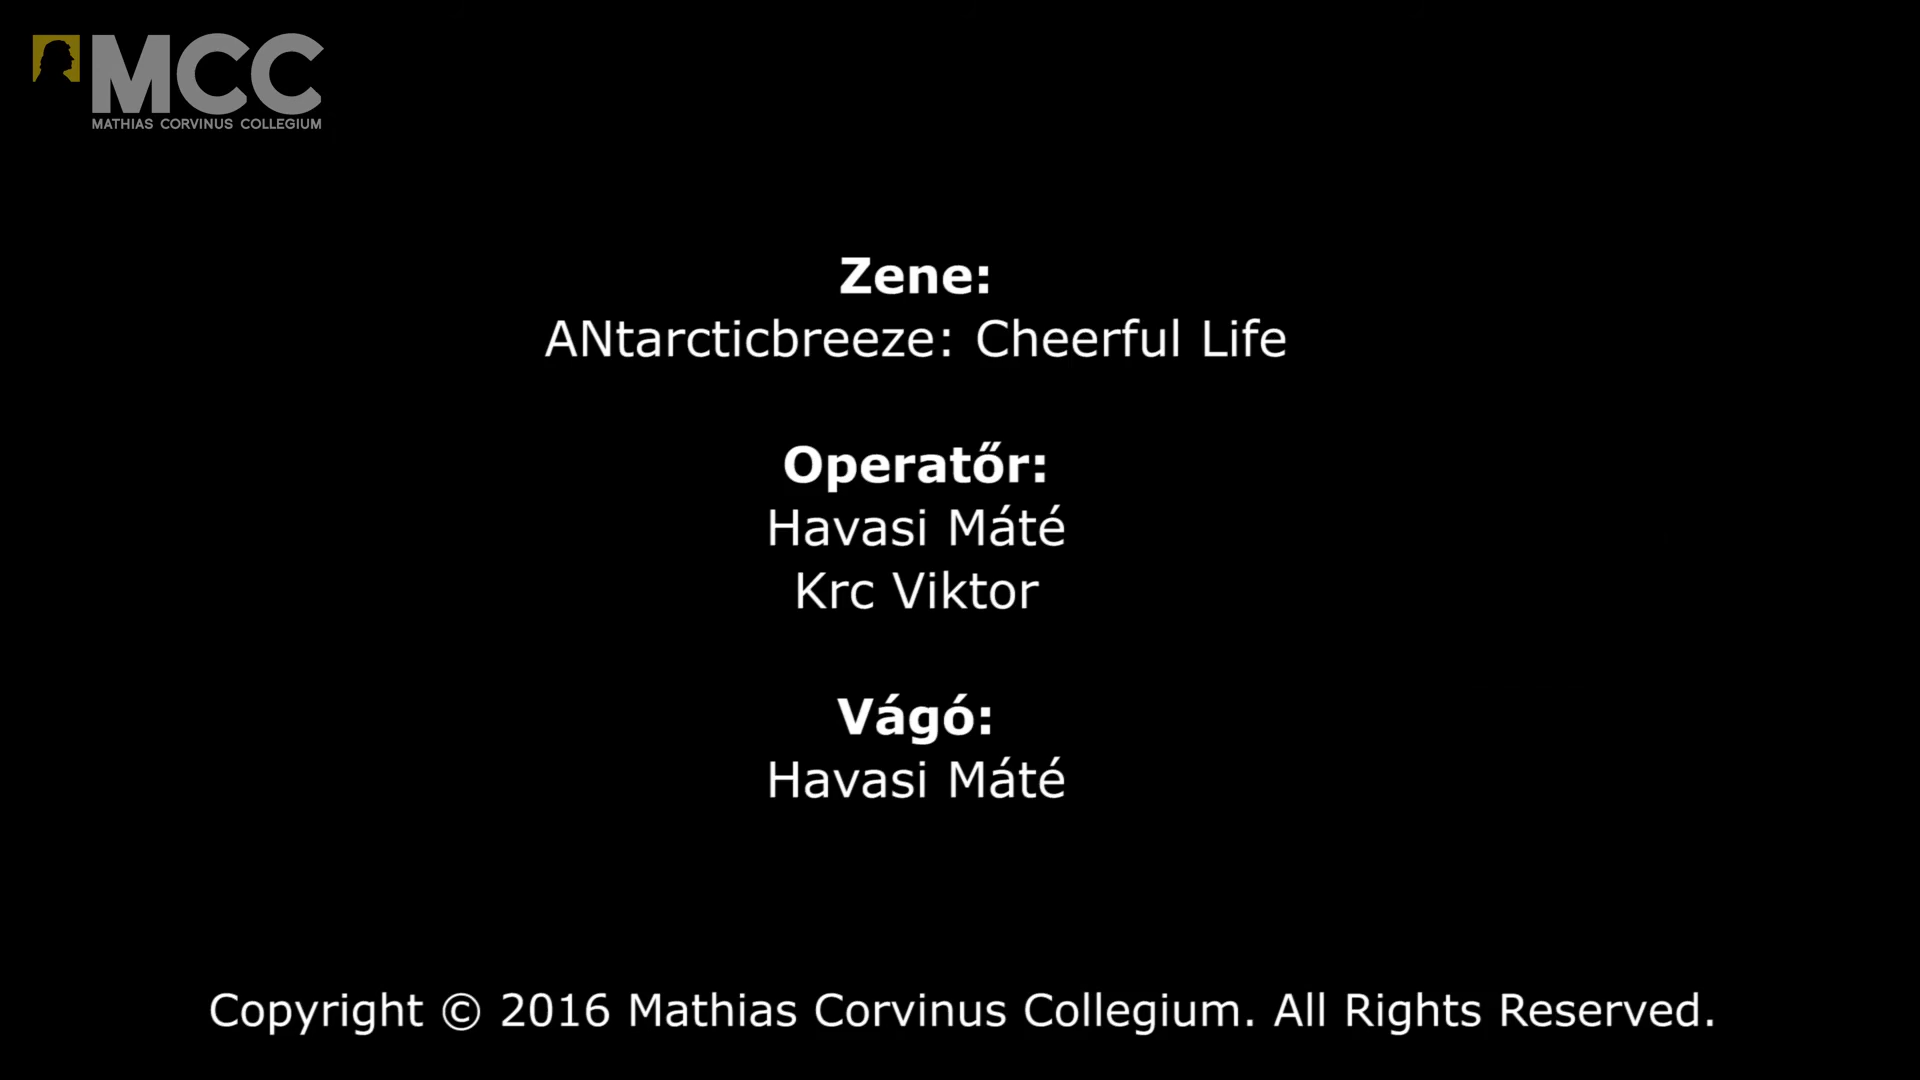 MCC
MATHIAS CORVINUS COLLEGIUM
Zene:
ANtarcticbreeze: Cheerful Life
Operatőr:
Havasi Máté
Krc Viktor
Vágó:
Havasi Máté
Copyright © 2016 Mathias Corvinus Collegium. All Rights Reserved.